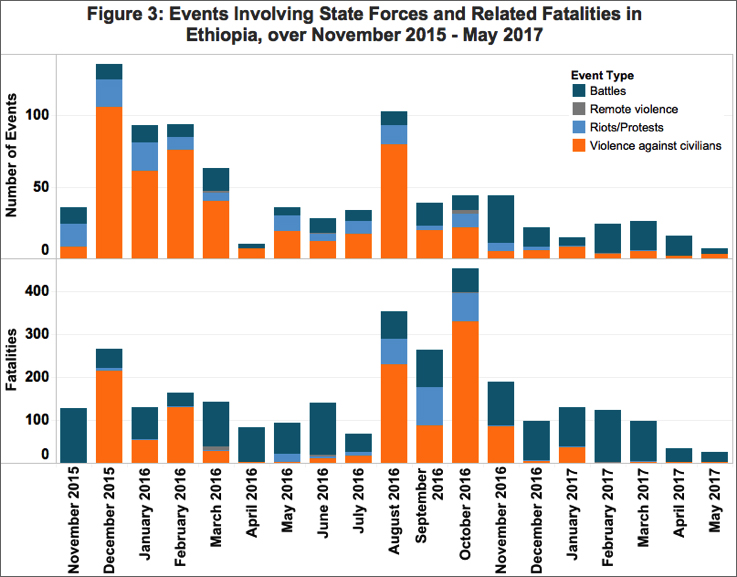 Figure 3: Events Involving State Forces and Related Fatalities in
Ethiopia, over November 2015 - May 2017
Event Type
Battles
Remote violence
Riots/Protests
Violence against civilians
Number of Events
100
50
0
Fatalities
400
300
200
100
0
November 2015
December 2015
January 2016
February 2016
March 2016
April 2016
May 2016
June 2016
July 2016
August 2016
September
2016
October 2016
November 2016
December 2016
January 2017
February 2017
March 2017
April 2017
May 2017